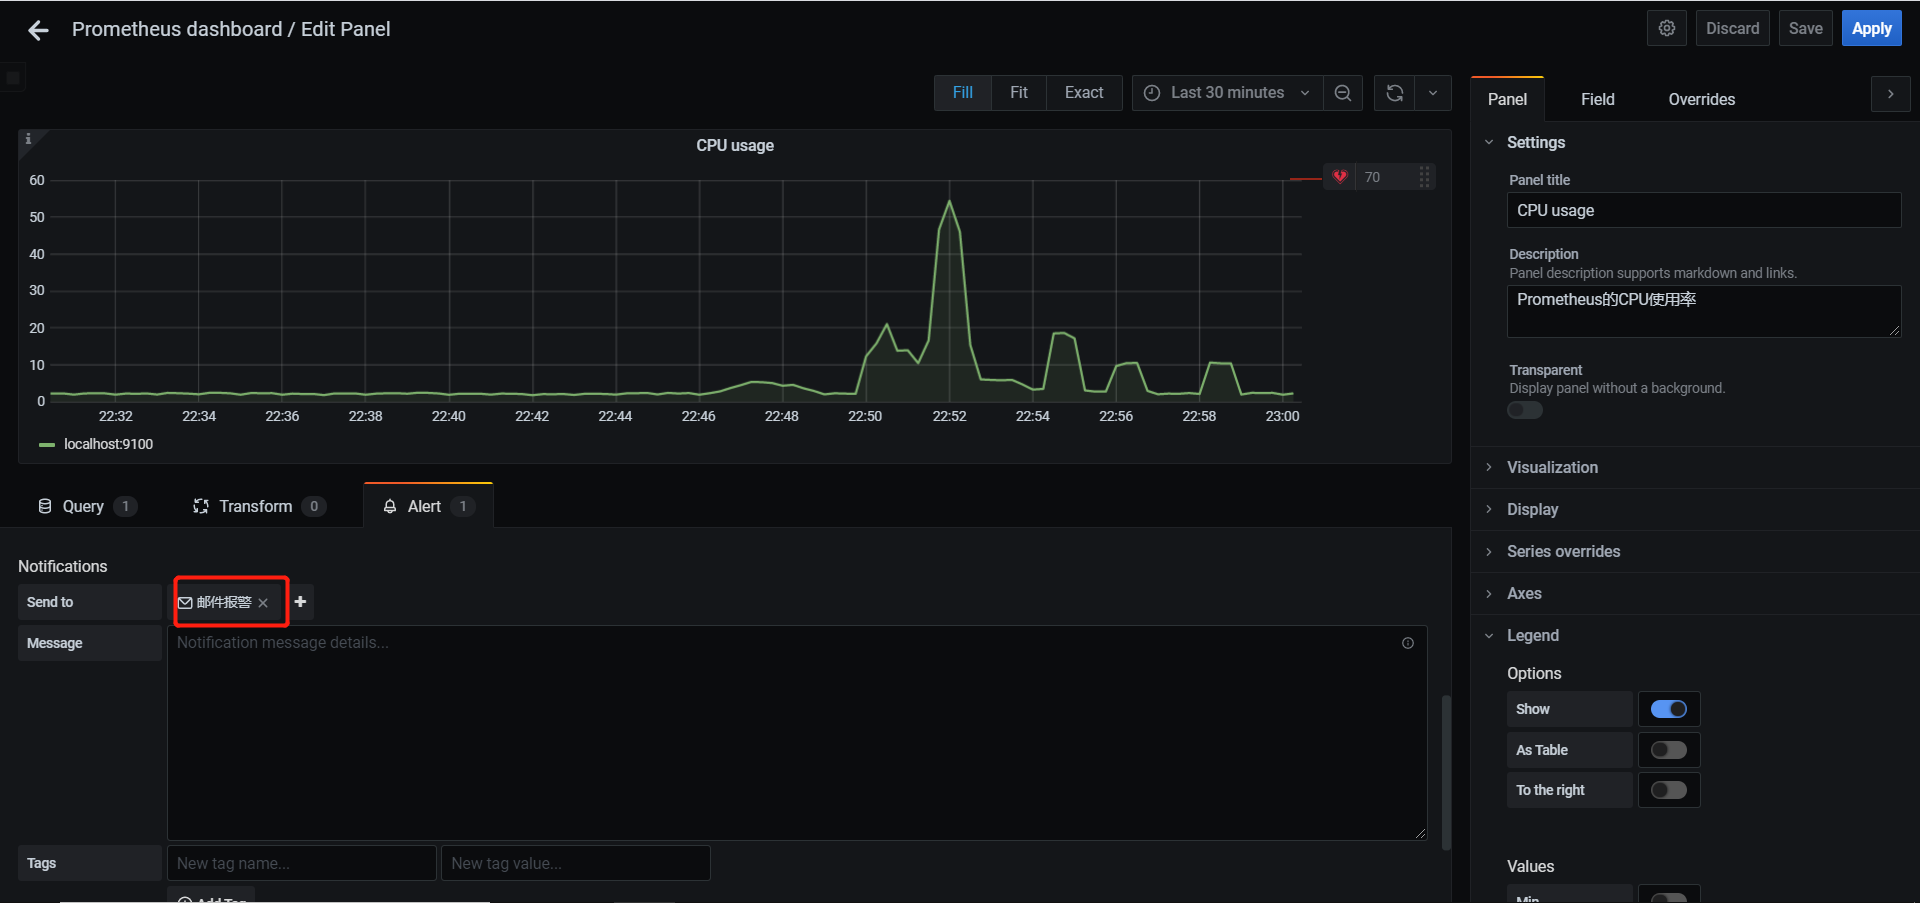 Prometheus dashboard / Edit Panel
Discard
Save
Apply
Fill
Fit
Exact
Last 30 minutes
Panel
Field
Overrides
CPU usage
60
50
40
30
20
10
0
70
22:32
22:34
22:36
22:38
22:40
22:42
22:44
22:46
22:48
22:50
22:52
22:54
22:56
22:58
23:00
localhost:9100
Query 1
Transform 0
Alert 1
Notifications
Send to
邮件报警
Message
Notification message details...
Tags
New tag name...
New tag value...
Add Tag
Settings
Panel title
CPU usage
Description
Panel description supports markdown and links.
Prometheus的CPU使用率
Transparent
Display panel without a background.
Visualization
Display
Series overrides
Axes
Legend
Options
Show
As Table
To the right
Values
Min